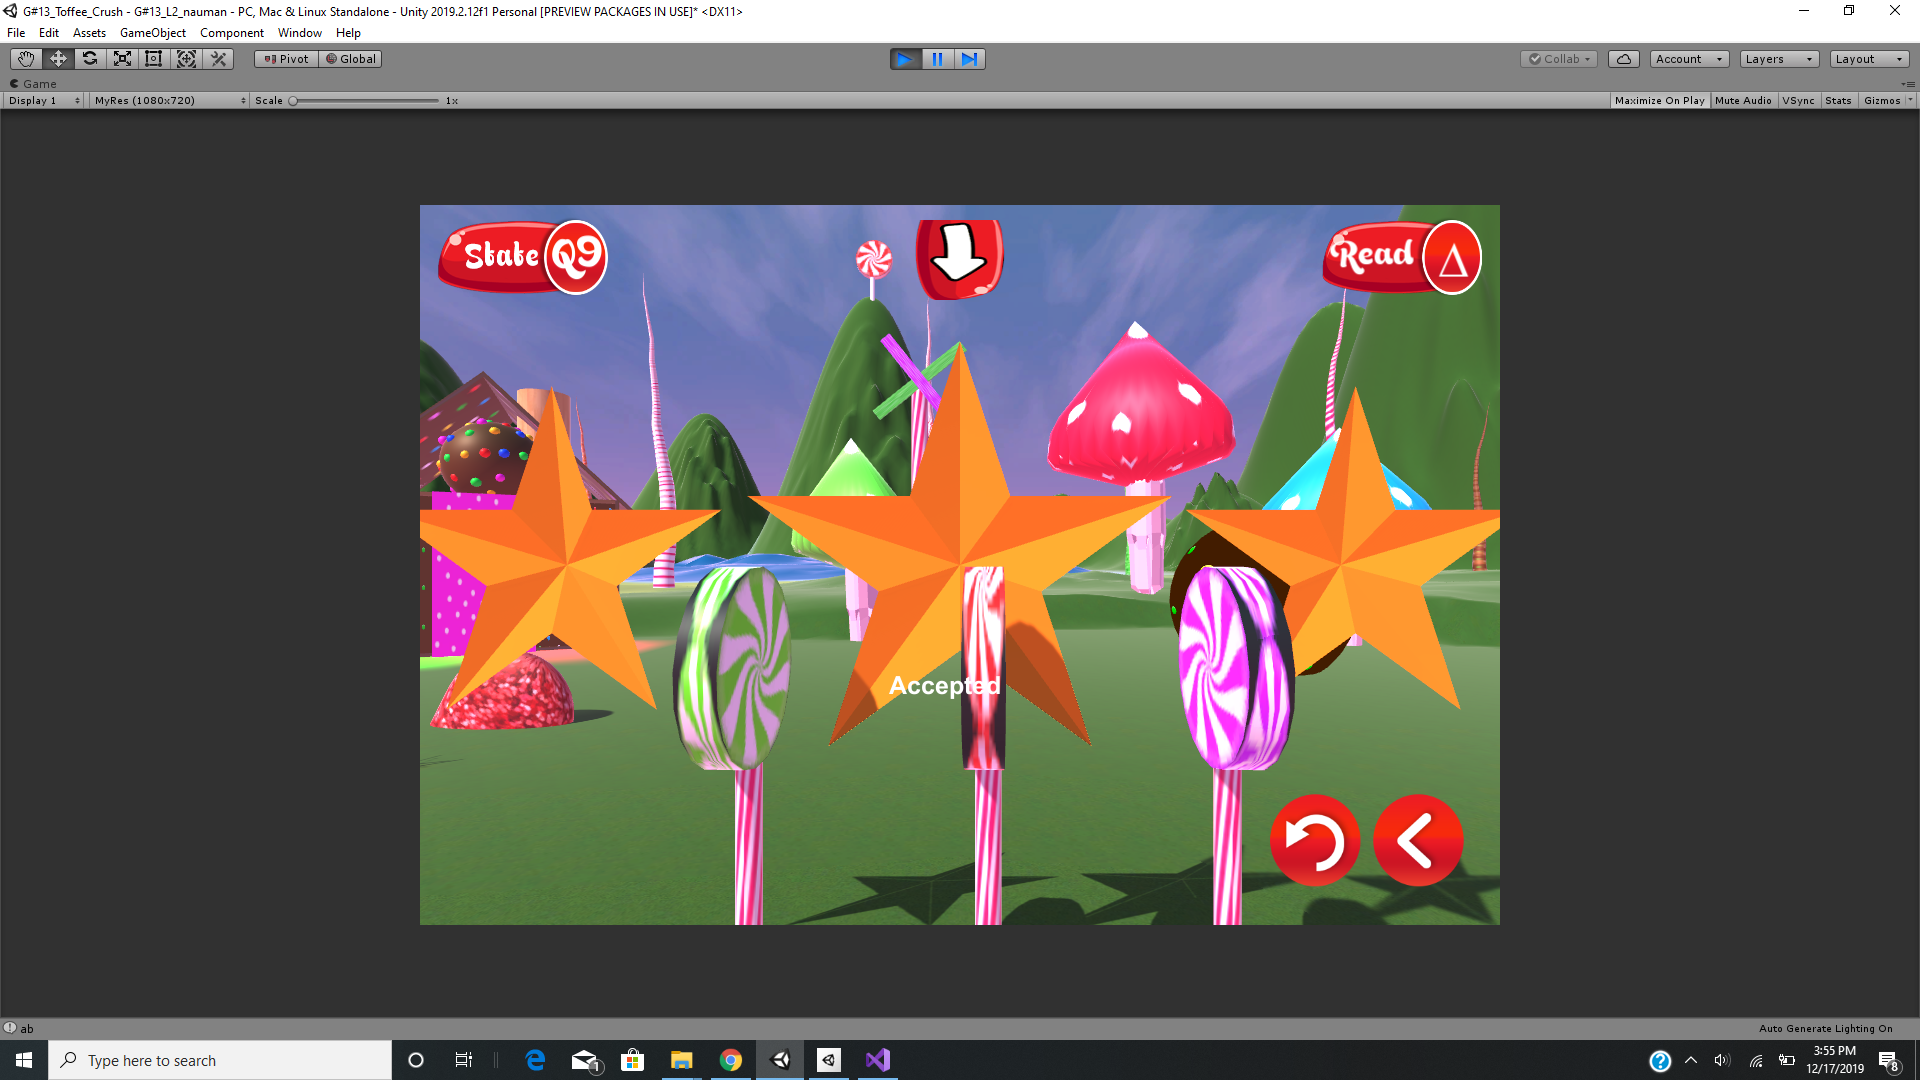 G#13_Toffee_Crush - G#13_L2_nauman - PC, Mac & Linux Standalone - Unity 2019.2.12f1 Personal [PREVIEW PACKAGES IN USE]* <DX11>
File Edit Assets GameObject Component Window Help
Pivot Global Collab Account Layers Layout
Game
Display 1 MyRes (1080x720) Scale 1x Maximize On Play Mute Audio VSync Stats Gizmos
State Q9 Read Δ
Accepted
ab Auto Generate Lighting On
Type here to search
1
3:55 PM
12/17/2019
8